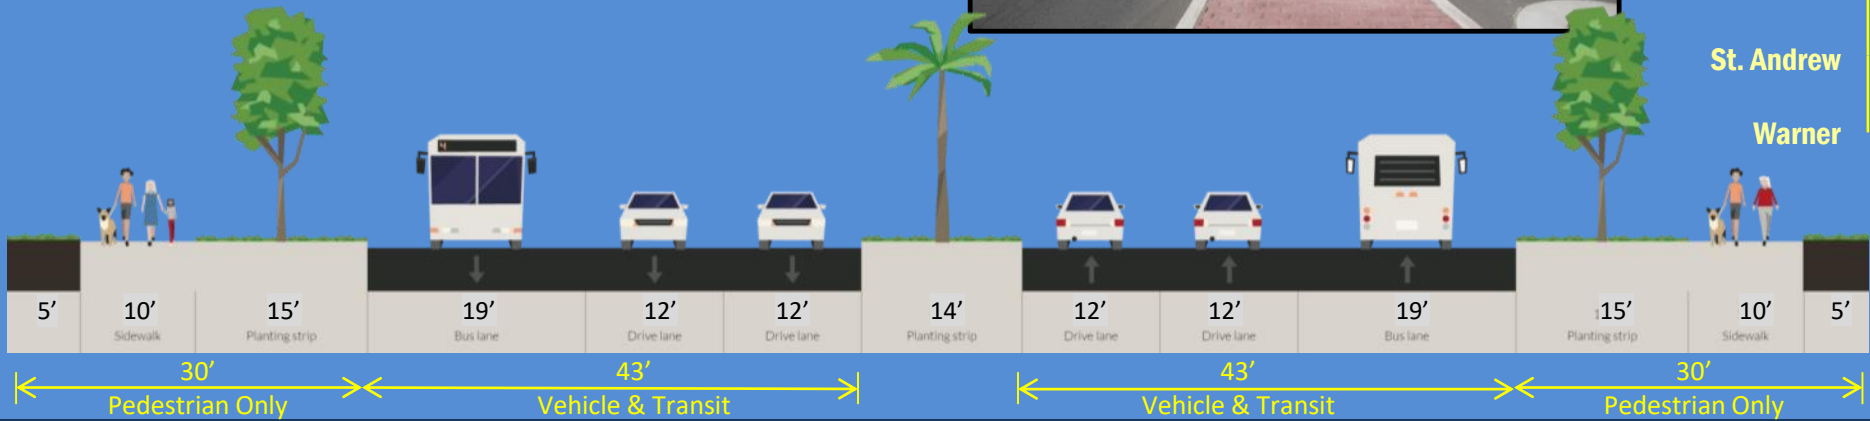 St. Andrew
Warner
4
5’ 10’ 15’ 19’ 12’ 12’ 14’ 12’ 12’ 19’ 15’ 10’ 5’
Sidewalk Planting strip Bus lane Drive lane Drive lane Planting strip Drive lane Drive lane Bus lane Planting strip Sidewalk
30’ 43’ 43’ 30’
Pedestrian Only Vehicle & Transit Vehicle & Transit Pedestrian Only